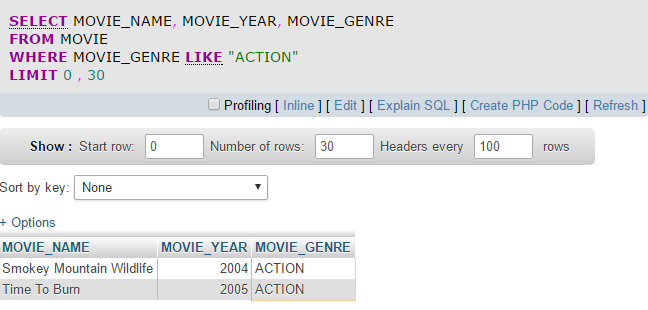 SELECT MOVIE_NAME, MOVIE_YEAR, MOVIE_GENRE
FROM MOVIE
WHERE MOVIE_GENRE LIKE "ACTION"
LIMIT 0 , 30
Profiling [ Inline ] [ Edit ] [ Explain SQL ] [ Create PHP Code ] [ Refresh ]
Show : Start row: 0 Number of rows: 30 Headers every 100 rows
Sort by key: None
+ Options
MOVIE_NAME MOVIE_YEAR MOVIE_GENRE
Smokey Mountain Wildlife 2004 ACTION
Time To Burn 2005 ACTION